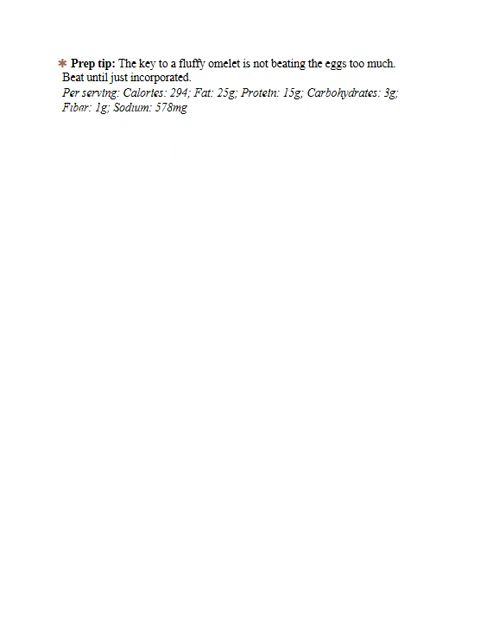 ✱ Prep tip: The key to a fluffy omelet is not beating the eggs too much.
Beat until just incorporated.
Per serving: Calories: 294; Fat: 25g; Protein: 15g; Carbohydrates: 3g;
Fiber: 1g; Sodium: 578mg